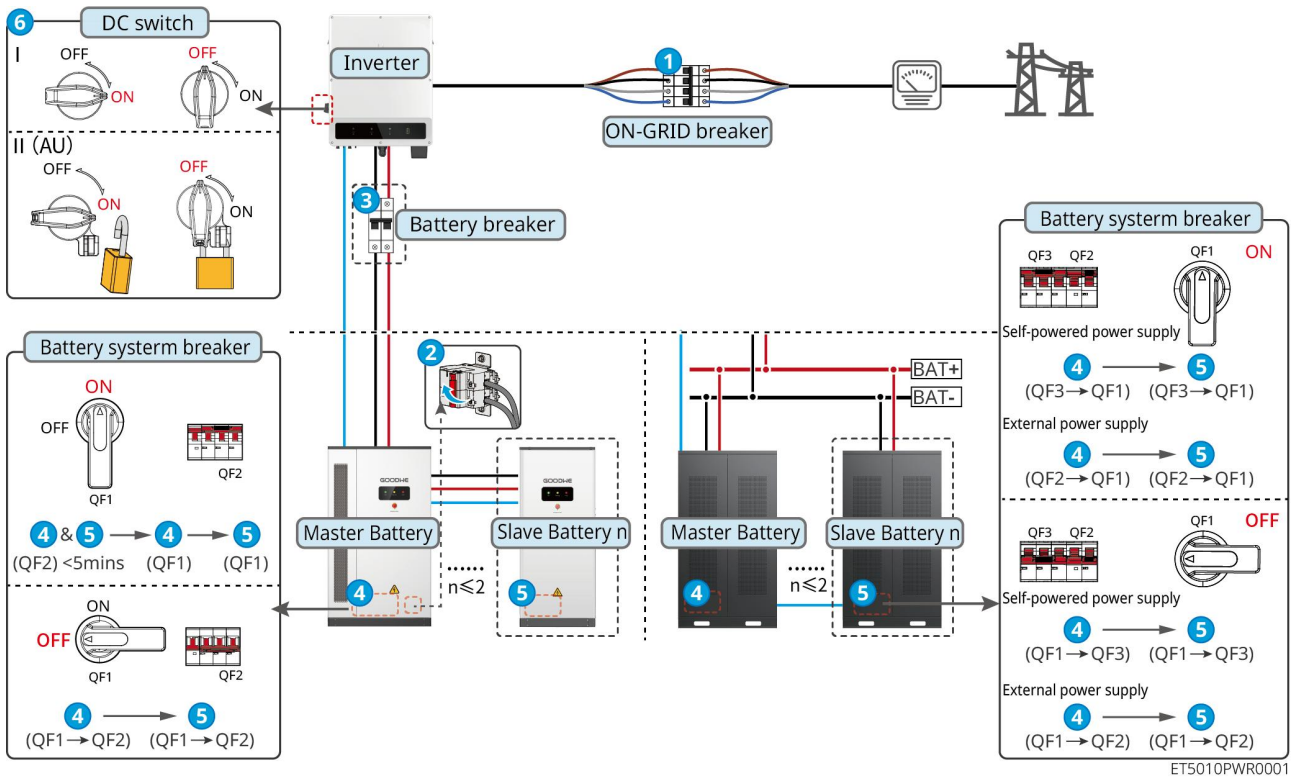 6 DC switch
I
OFF
ON
OFF
ON
II (AU)
OFF
ON
OFF
ON
Inverter
1
ON-GRID breaker
3
Battery breaker
Battery systerm breaker
ON
OFF
QF1
QF2
4 & 5 4 5
(QF2) <5mins (QF1) (QF1)
ON
OFF
QF1
QF2
4 5
(QF1→QF2) (QF1→QF2)
2
GOODWE
Master Battery
4
GOODWE
Slave Battery n
5
n≤2
BAT+
BAT-
Master Battery
4
Slave Battery n
5
n≤2
Battery systerm breaker
QF3 QF2
QF1
ON
Self-powered power supply
4 5
(QF3→QF1) (QF3→QF1)
External power supply
4 5
(QF2→QF1) (QF2→QF1)
QF3 QF2
QF1
OFF
Self-powered power supply
4 5
(QF1→QF3) (QF1→QF3)
External power supply
4 5
(QF1→QF2) (QF1→QF2)
ET5010PWR0001